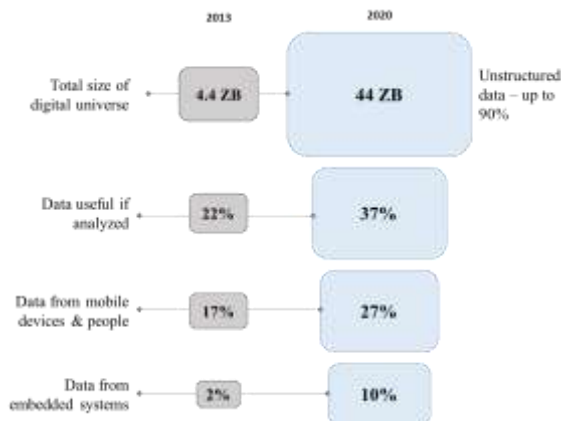 2013 2020
Total size of
digital universe
4.4 ZB
44 ZB
Unstructured
data – up to
90%
Data useful if
analyzed
22%
37%
Data from mobile
devices & people
17%
27%
Data from
embedded systems
2%
10%